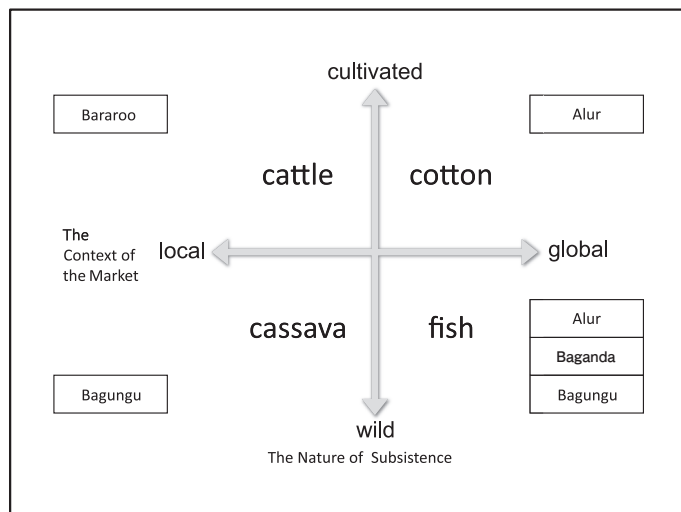 cultivated
Bararoo
Alur
cattle
cotton
The
Context of
the Market
local
global
cassava
fish
Alur
Baganda
Bagungu
Bagungu
wild
The Nature of Subsistence